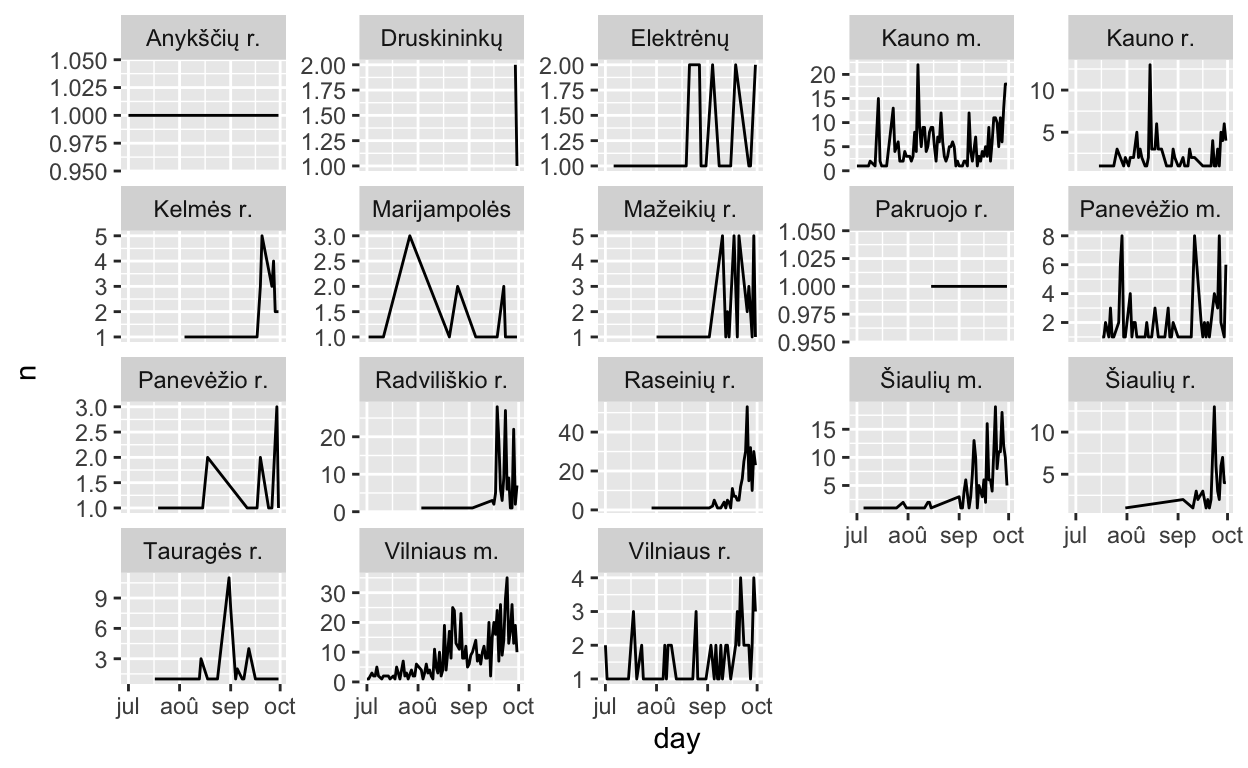 Anykščių r. Druskininkų Elektrėnų Kauno m. Kauno r.
1.050 2.00 2.00 20 10
1.025 1.75 1.75 15
1.000 1.50 1.50 10 5
0.975 1.25 1.25 5
0.950 1.00 1.00 0
Kelmės r. Marijampolės Mažeikių r. Pakruojo r. Panevėžio m.
5 3.0 5 1.050 8
4 2.5 4 1.025 6
3 2.0 3 1.000 4
2 1.5 2 0.975 2
1 1.0 1 0.950
n
Panevėžio r. Radviliškio r. Raseinių r. Šiaulių m. Šiaulių r.
3.0 20 40 15 10
2.5 10 20 10 5
2.0 0 0 5
1.5
1.0
jul aoû sep oct jul aoû sep oct
Tauragės r. Vilniaus m. Vilniaus r.
9 30 4
6 20 3
3 10 2
0 1
jul aoû sep oct jul aoû sep oct jul aoû sep oct
day